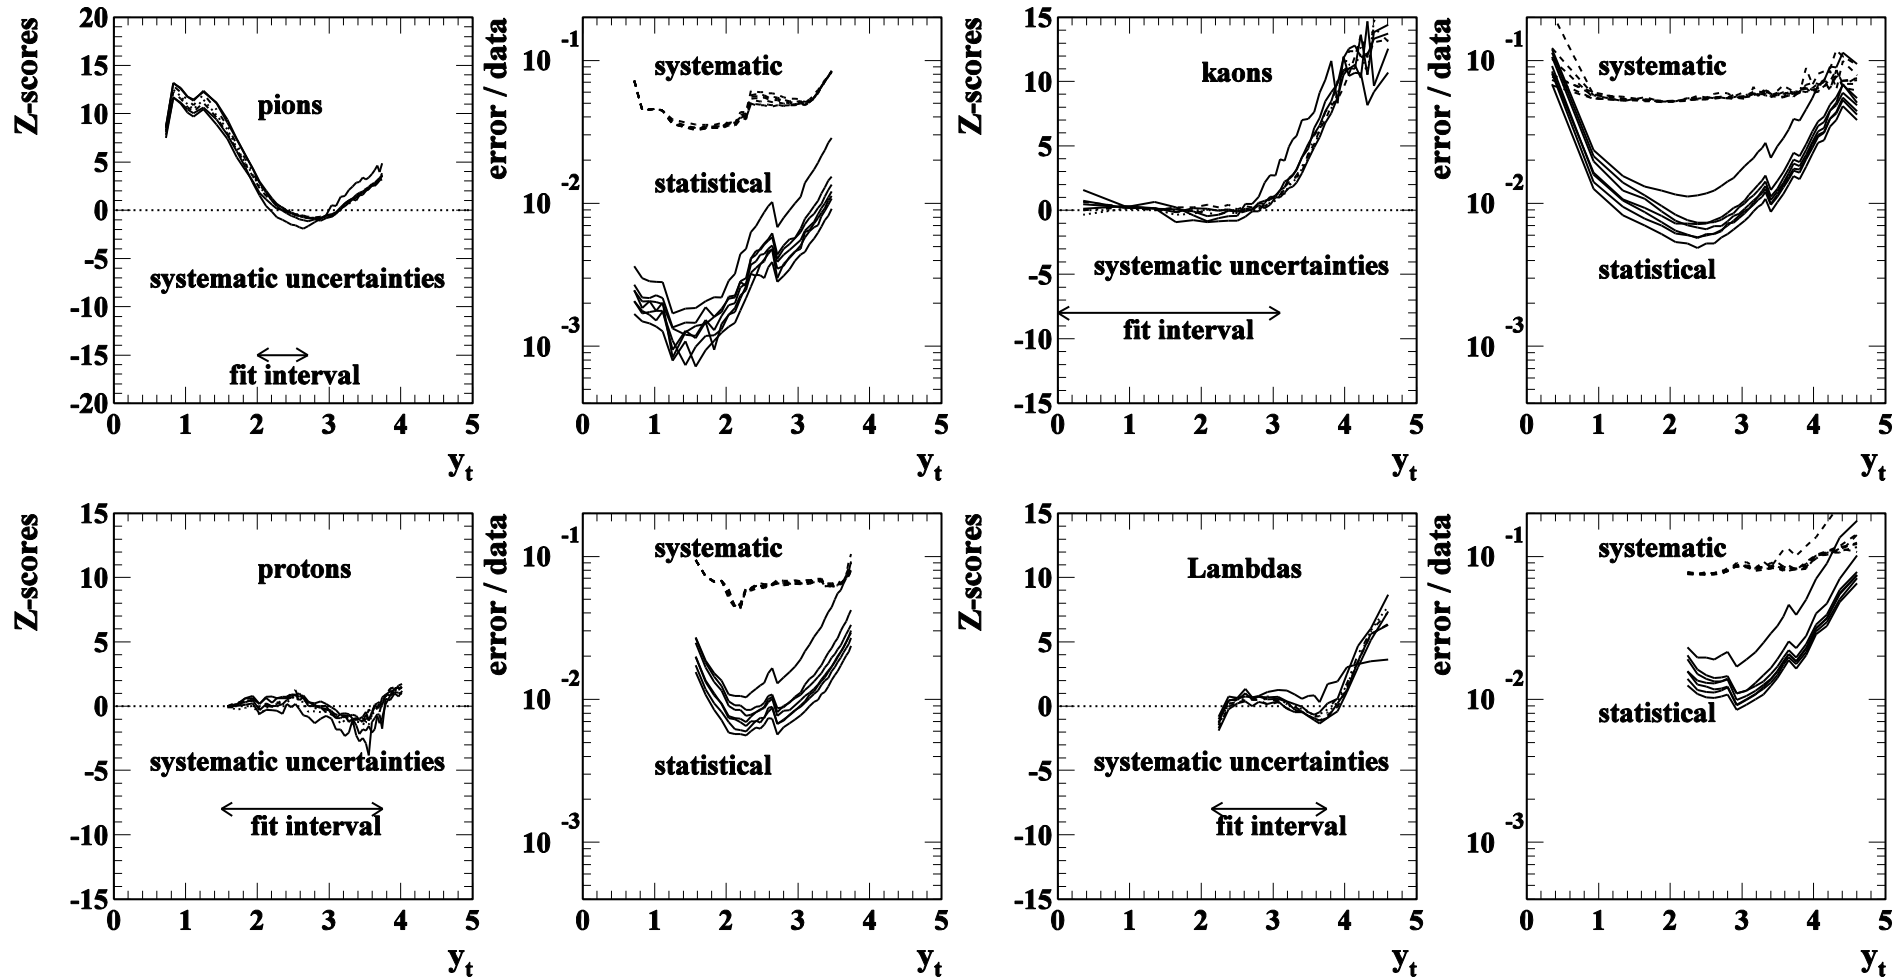 Z-scores
20
15
10
5
0
-5
-10
-15
-20
pions
systematic uncertainties
fit interval
0 1 2 3 4 5
y_t
error / data
10^-1
10^-2
10^-3
systematic
statistical
0 1 2 3 4 5
y_t
Z-scores
15
10
5
0
-5
-10
-15
kaons
systematic uncertainties
fit interval
0 1 2 3 4 5
y_t
error / data
10^-1
10^-2
10^-3
systematic
statistical
0 1 2 3 4 5
y_t
Z-scores
15
10
5
0
-5
-10
-15
protons
systematic uncertainties
fit interval
0 1 2 3 4 5
y_t
error / data
10^-1
10^-2
10^-3
systematic
statistical
0 1 2 3 4 5
y_t
Z-scores
15
10
5
0
-5
-10
-15
Lambdas
systematic uncertainties
fit interval
0 1 2 3 4 5
y_t
error / data
10^-1
10^-2
10^-3
systematic
statistical
0 1 2 3 4 5
y_t